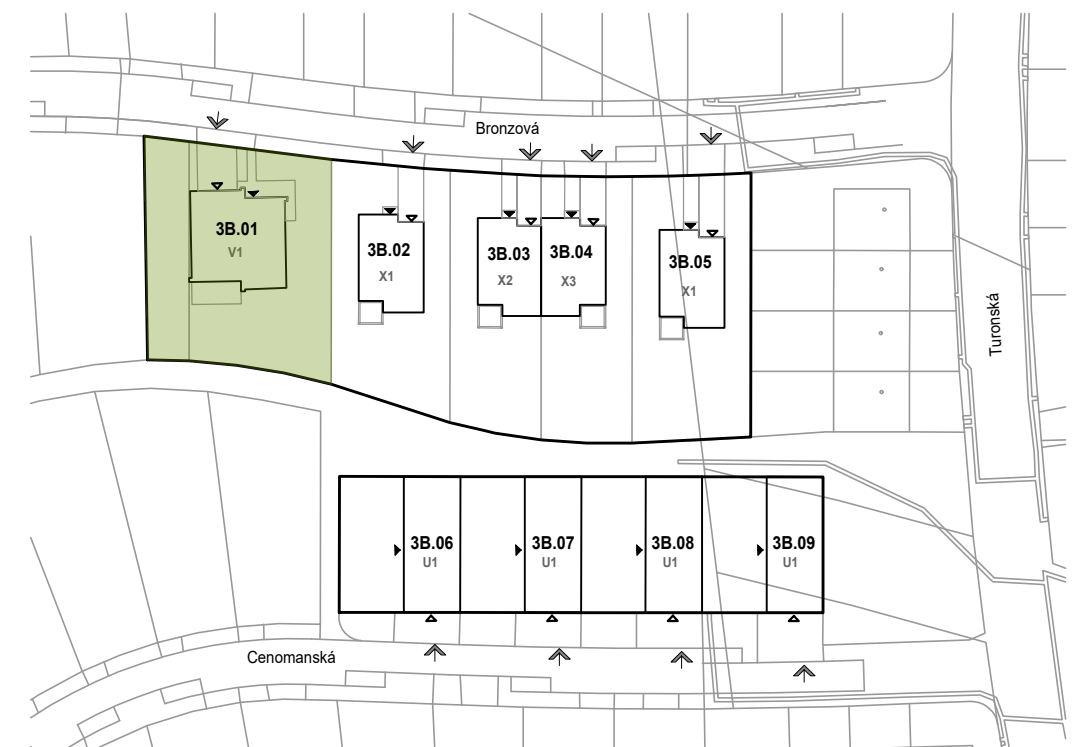 Bronzová
3B.01
V1
3B.02
X1
3B.03
X2
3B.04
X3
3B.05
X1
Turonská
3B.06
U1
3B.07
U1
3B.08
U1
3B.09
U1
Cenomanská